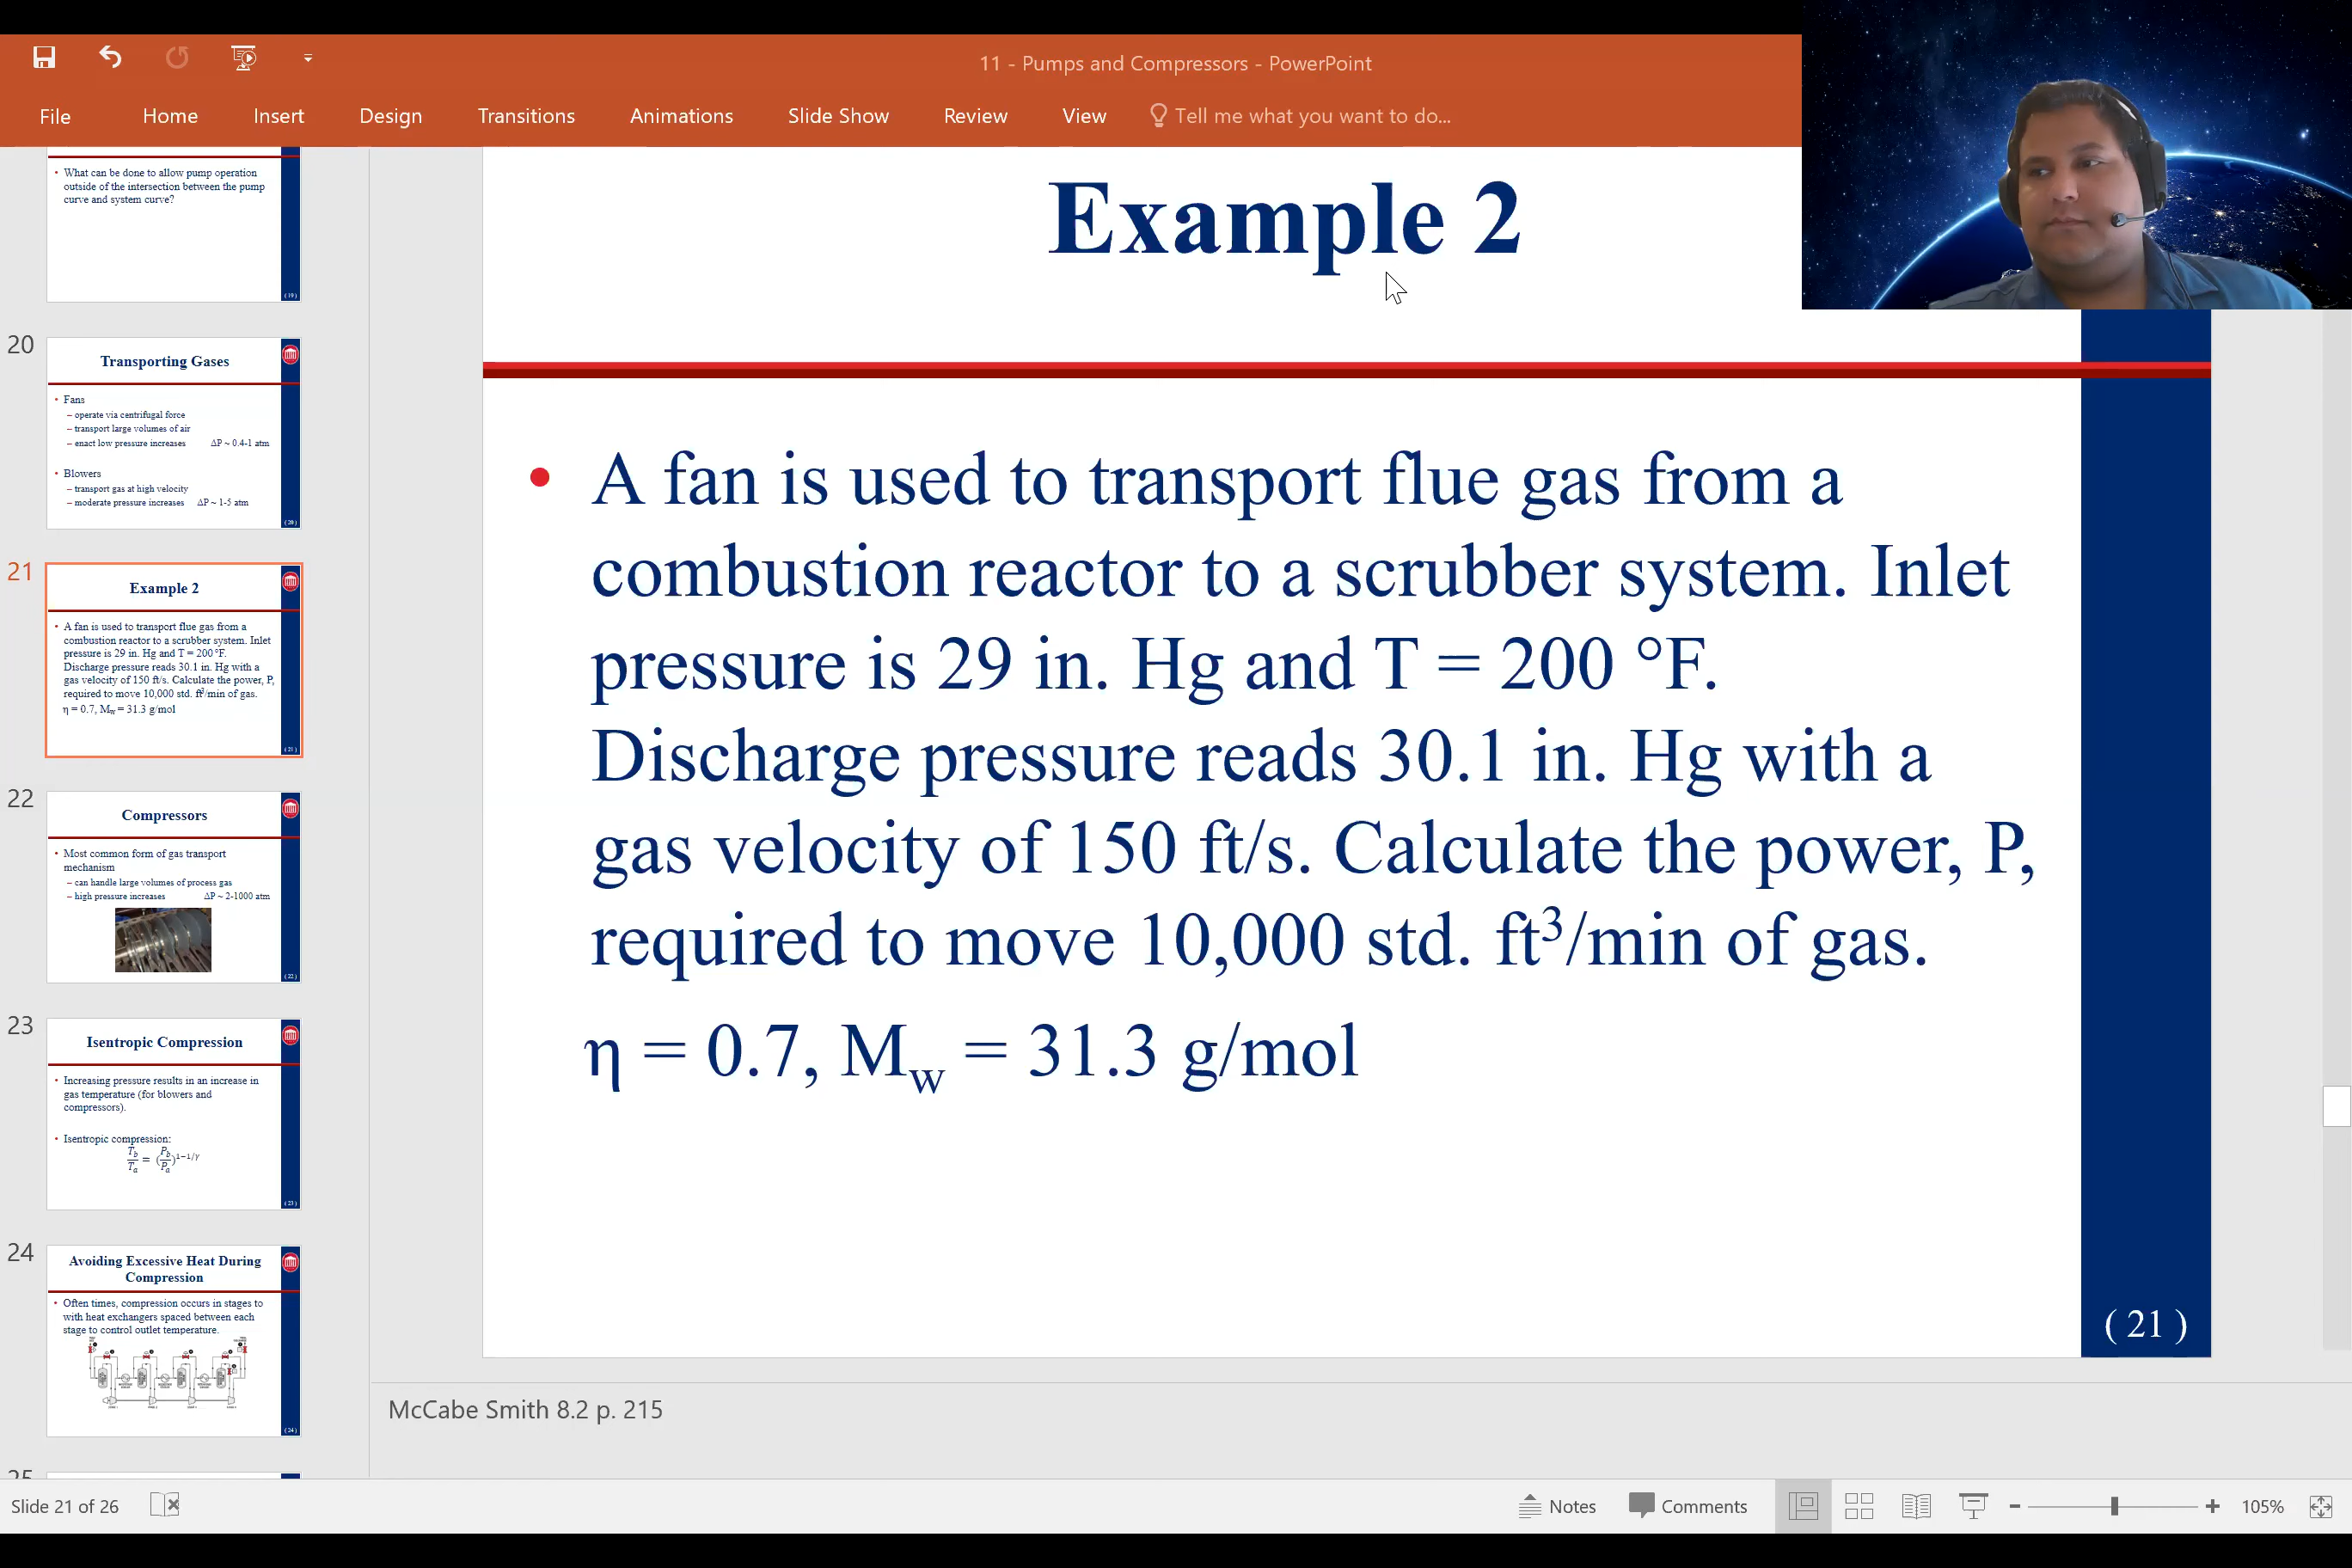 11 - Pumps and Compressors - PowerPoint
File Home Insert Design Transitions Animations Slide Show Review View Tell me what you want to do...
• What can be done to allow pump operation
outside of the intersection between the pump
curve and system curve?
(19)
20
Transporting Gases
• Fans
– operate via centrifugal force
– transport large volumes of air
– enact low pressure increases ΔP ~ 0.4-1 atm
• Blowers
– transport gas at high velocity
– moderate pressure increases ΔP ~ 1-5 atm
(20)
21
Example 2
• A fan is used to transport flue gas from a
combustion reactor to a scrubber system. Inlet
pressure is 29 in. Hg and T = 200 °F.
Discharge pressure reads 30.1 in. Hg with a
gas velocity of 150 ft/s. Calculate the power, P,
required to move 10,000 std. ft³/min of gas.
η = 0.7, Mw = 31.3 g/mol
(21)
22
Compressors
• Most common form of gas transport
mechanism
– can handle large volumes of process gas
– high pressure increases ΔP ~ 2-1000 atm
(22)
23
Isentropic Compression
• Increasing pressure results in an increase in
gas temperature (for blowers and
compressors).
• Isentropic compression:
T_b/T_a = (P_b/P_a)^1−1/γ
(23)
24
Avoiding Excessive Heat During
Compression
• Often times, compression occurs in stages to
with heat exchangers spaced between each
stage to control outlet temperature.
(24)
Example 2
• A fan is used to transport flue gas from a
combustion reactor to a scrubber system. Inlet
pressure is 29 in. Hg and T = 200 °F.
Discharge pressure reads 30.1 in. Hg with a
gas velocity of 150 ft/s. Calculate the power, P,
required to move 10,000 std. ft³/min of gas.
η = 0.7, Mw = 31.3 g/mol
( 21 )
McCabe Smith 8.2 p. 215
Slide 21 of 26 Notes Comments 105%